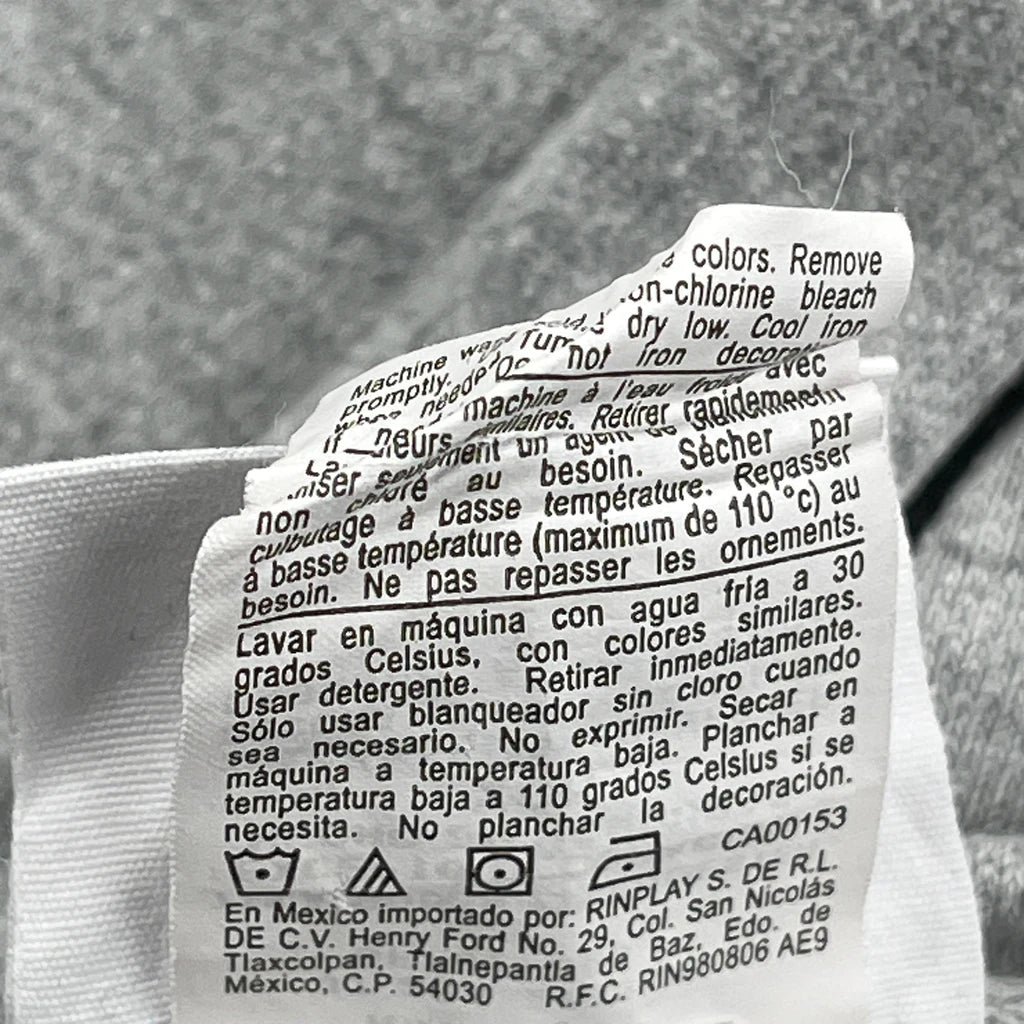 colors. Remove
Machine on-chlorine bleach
promptly. dry low. Cool iron
not iron
machine à l'eau froide avec
similaires. Retirer rapidement
un
non chloré au besoin. Sécher par
culbutage à basse température. Repasser
à basse température (maximum de 110 °c) au
besoin. Ne pas repasser les ornements.
Lavar en máquina con agua fría a 30
grados Celsius, con colores similares.
Usar detergente. Retirar inmediatamente.
Sólo usar blanqueador sin cloro cuando
sea necesario. No exprimir. Secar en
máquina a temperatura baja. Planchar a
temperatura baja a 110 grados Celsius si se
necesita. No planchar la decoración.
CA00153
En Mexico importado por: RINPLAY S. DE R.L.
DE C.V. Henry Ford No. 29, Col. San Nicolás
Tlaxcolpan, Tlalnepantla de Baz, Edo. de
México, C.P. 54030 R.F.C. RIN980806 AE9